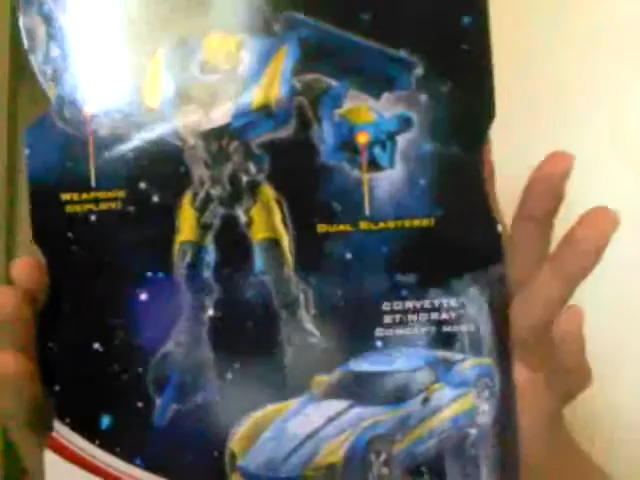 WEAPONS
DEPLOY!
DUAL BLASTERS!
CORVETTE
STINGRAY
CONCEPT MODE